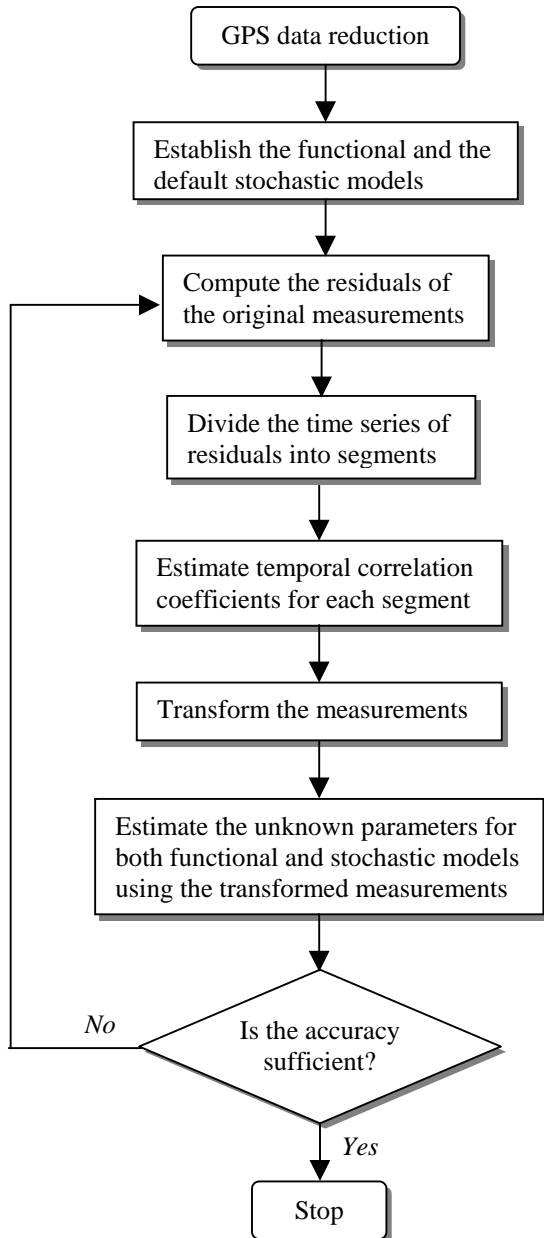 GPS data reduction
Establish the functional and the
default stochastic models
Compute the residuals of
the original measurements
Divide the time series of
residuals into segments
Estimate temporal correlation
coefficients for each segment
Transform the measurements
Estimate the unknown parameters for
both functional and stochastic models
using the transformed measurements
No
Is the accuracy
sufficient?
Yes
Stop